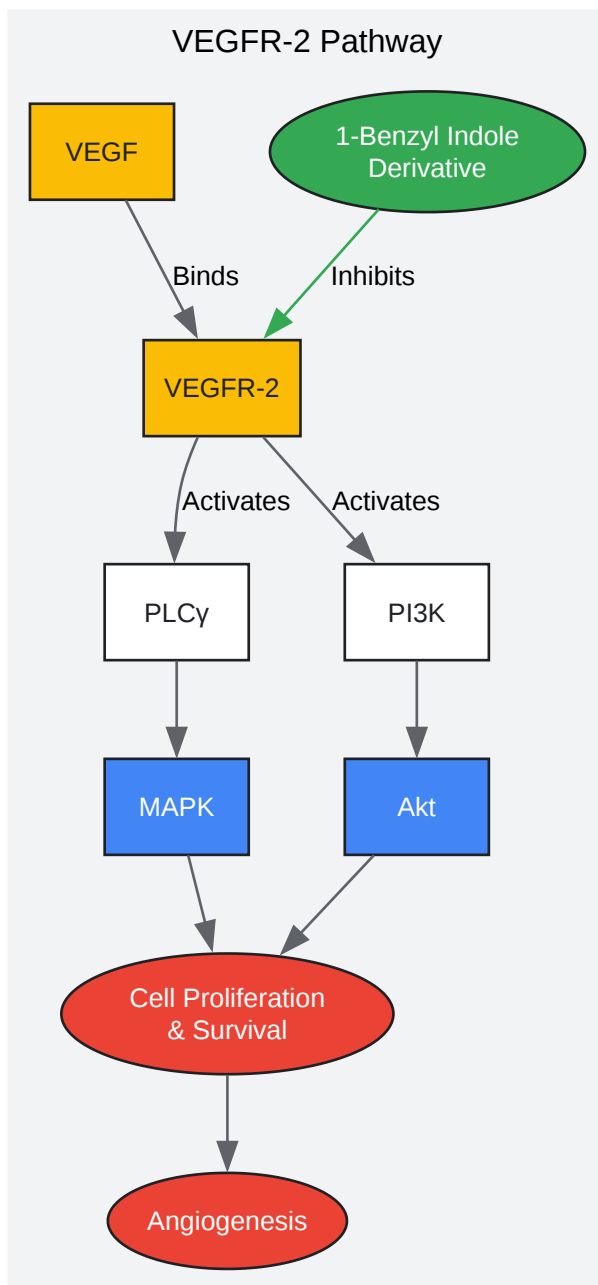 VEGFR-2 Pathway
VEGF
1-Benzyl Indole
Derivative
Binds
Inhibits
VEGFR-2
Activates
Activates
PLCγ
PI3K
MAPK
Akt
Cell Proliferation
& Survival
Angiogenesis